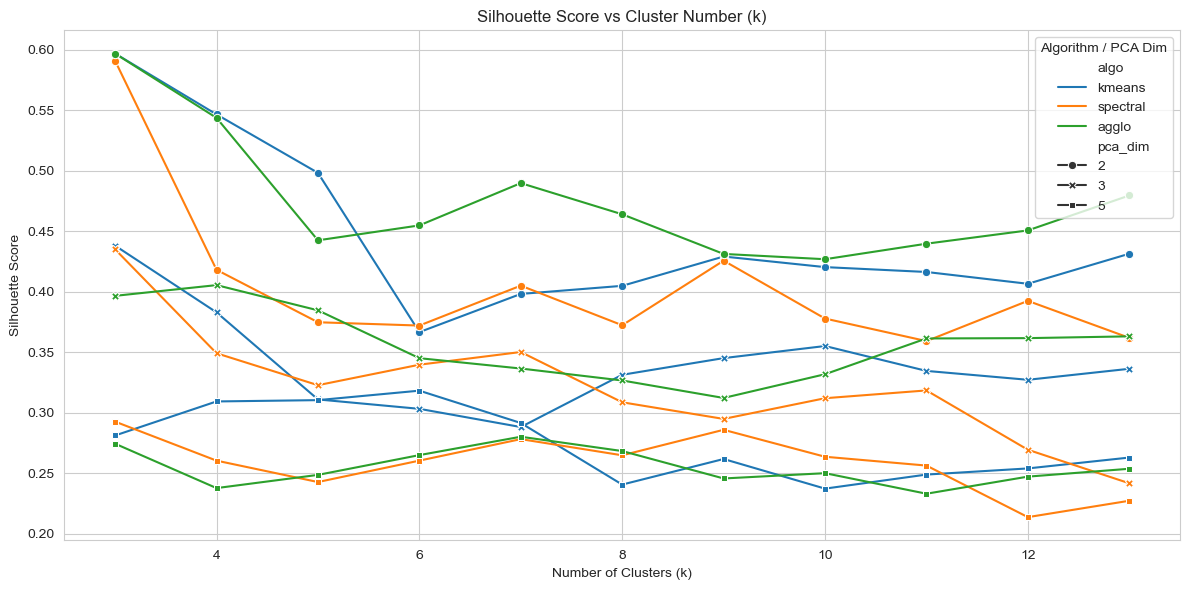 Silhouette Score vs Cluster Number (k)
Silhouette Score
0.60
0.55
0.50
0.45
0.40
0.35
0.30
0.25
0.20
Algorithm / PCA Dim
algo
kmeans
spectral
agglo
pca_dim
2
3
5
4 6 8 10 12
Number of Clusters (k)